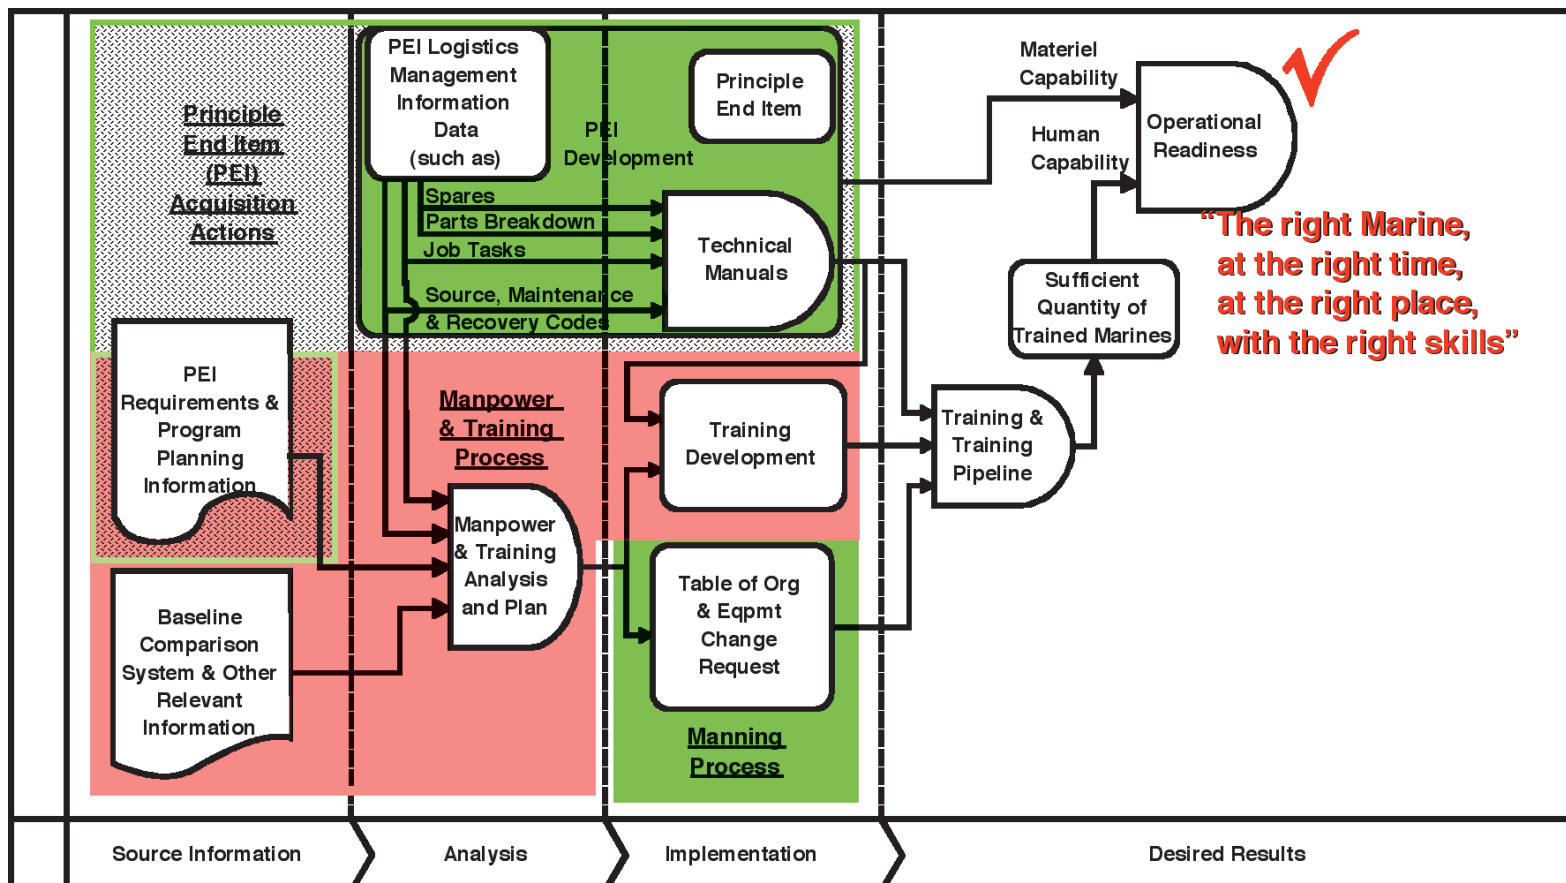 Principle
End Item
(PEI)
Acquisition
Actions
PEI Logistics
Management
Information
Data
(such as)
PEI
Development
Principle
End Item
Spares
Parts Breakdown
Job Tasks
Source, Maintenance
& Recovery Codes
Technical
Manuals
Materiel
Capability
Human
Capability
Operational
Readiness
“The right Marine,
at the right time,
at the right place,
with the right skills”
Sufficient
Quantity of
Trained Marines
PEI
Requirements &
Program
Planning
Information
Manpower
& Training
Process
Training
Development
Training &
Training
Pipeline
Manpower
& Training
Analysis
and Plan
Baseline
Comparison
System & Other
Relevant
Information
Table of Org
& Eqpmt
Change
Request
Manning
Process
Source Information
Analysis
Implementation
Desired Results